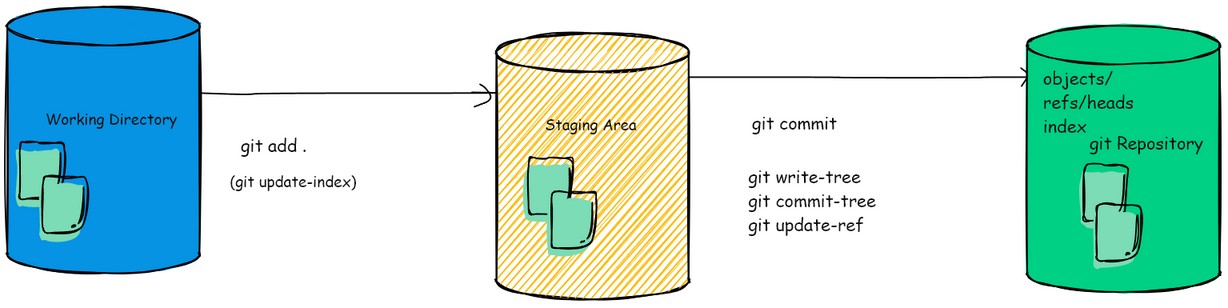 Working Directory
git add .
(git update-index)
Staging Area
git commit
git write-tree
git commit-tree
git update-ref
objects/
refs/heads
index
git Repository